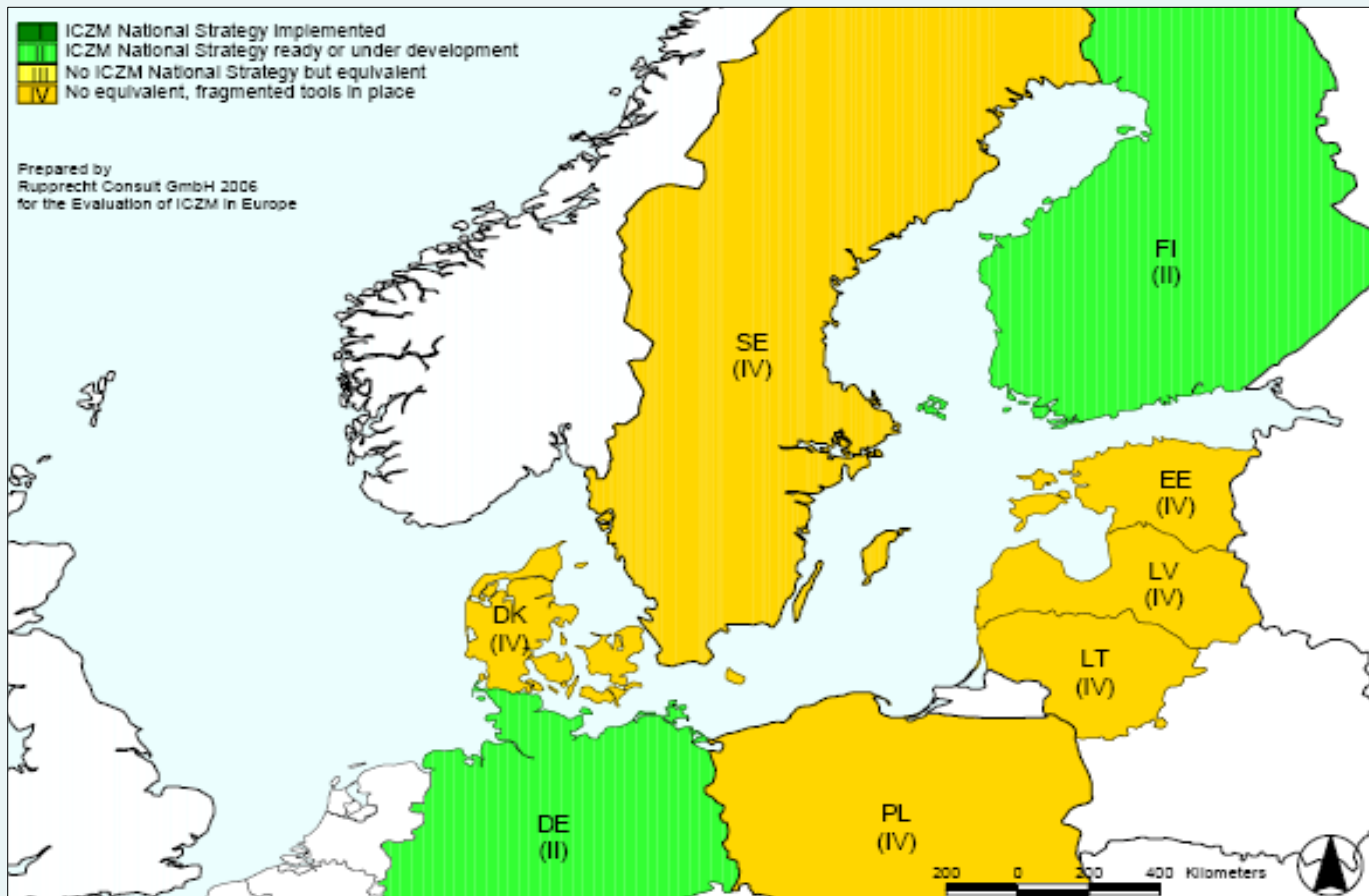 I ICZM National Strategy implemented
II ICZM National Strategy ready or under development
III No ICZM National Strategy but equivalent
IV No equivalent, fragmented tools in place
Prepared by
Rupprecht Consult GmbH 2006
for the Evaluation of ICZM in Europe
FI
(II)
SE
(IV)
EE
(IV)
LV
(IV)
DK
(IV)
LT
(IV)
PL
(IV)
DE
(II)
200 0 200 400 Kilometers